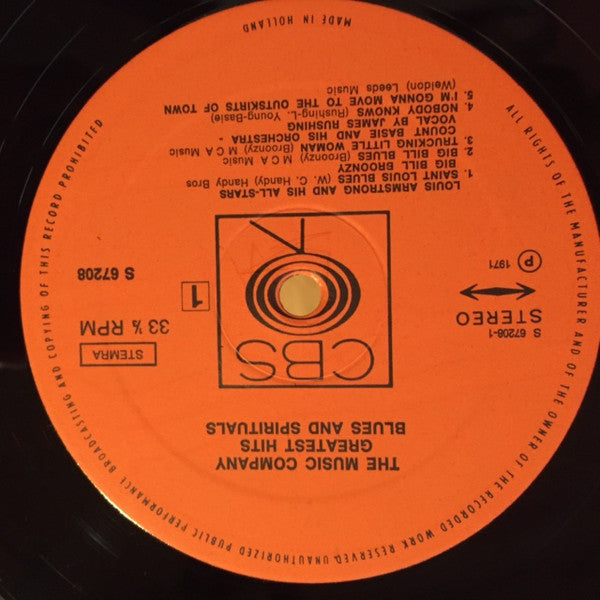 THE MUSIC COMPANY
GREATEST HITS
BLUES AND SPIRITUALS
CBS
STEMRA
33⅓ RPM
1
S 67208
S 67208-1
STEREO
℗ 1971
LOUIS ARMSTRONG AND HIS ALL-STARS
1. SAINT LOUIS BLUES (W. C. Handy) Handy Bros
BIG BILL BROONZY
2. BIG BILL BLUES (Broonzy) M C A Music
3. TRUCKING LITTLE WOMAN (Broonzy) M C A Music
COUNT BASIE AND HIS ORCHESTRA -
VOCAL BY JAMES RUSHING
4. NOBODY KNOWS (Rushing-L. Young-Basie)
5. I'M GONNA MOVE TO THE OUTSKIRTS OF TOWN
(Weldon) Leeds Music
ALL RIGHTS OF THE MANUFACTURER AND OF THE OWNER OF THE RECORDED WORK RESERVED. UNAUTHORIZED PUBLIC PERFORMANCE BROADCASTING AND COPYING OF THIS RECORD PROHIBITED
MADE IN HOLLAND